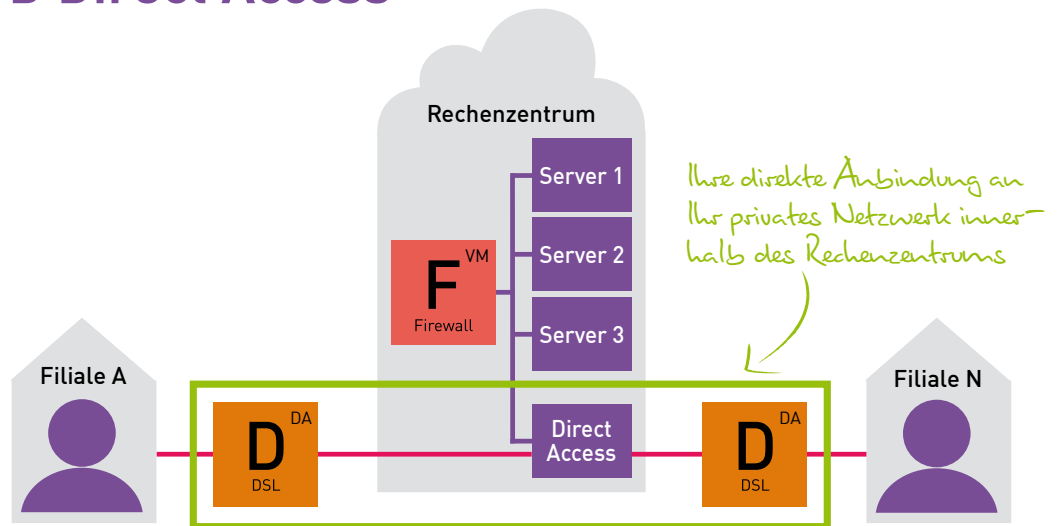 D Direct Access
Rechenzentrum
Server 1
Server 2
Server 3
Ihre direkte Anbindung an
Ihr privates Netzwerk inner-
halb des Rechenzentrums
F VM
Firewall
Filiale A
Filiale N
D DA
DSL
Direct
Access
D DA
DSL